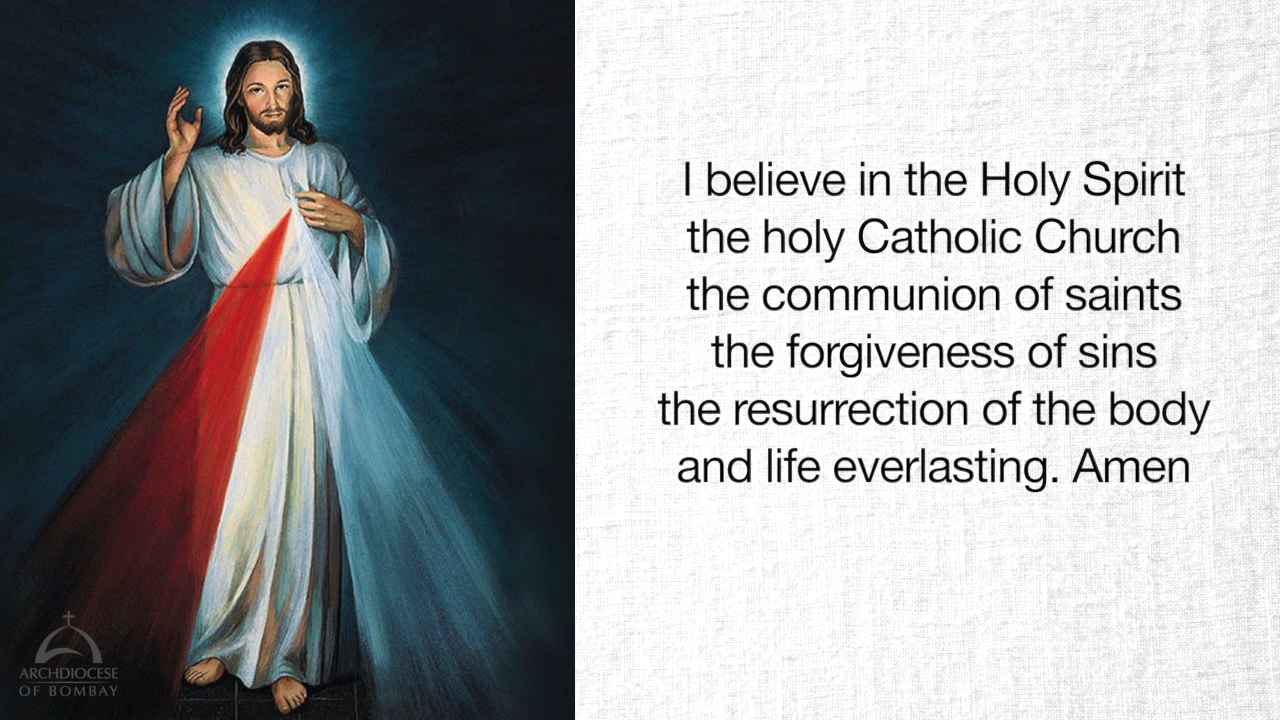 I believe in the Holy Spirit
the holy Catholic Church
the communion of saints
the forgiveness of sins
the resurrection of the body
and life everlasting. Amen
ARCHDIOCESE
OF BOMBAY